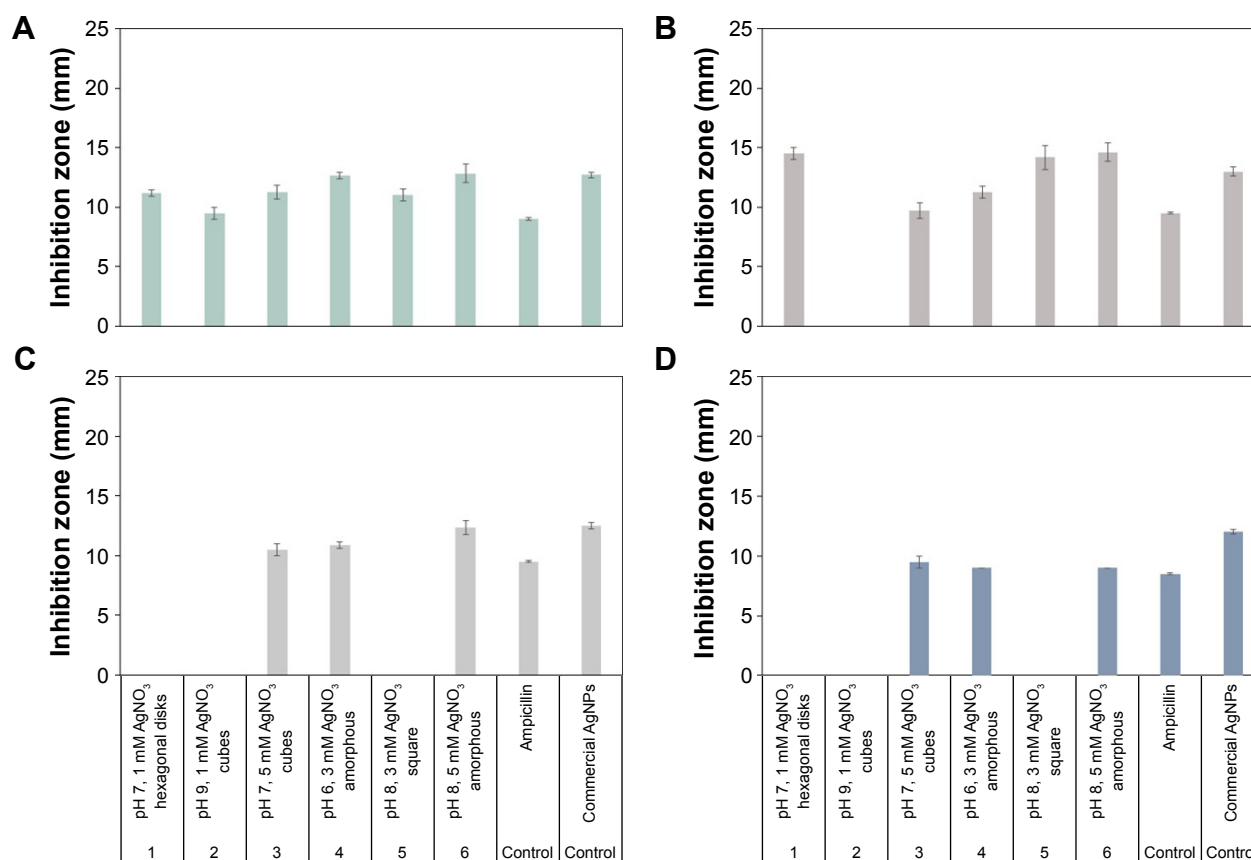 A
Inhibition zone (mm)
25
20
15
10
5
0
B
Inhibition zone (mm)
25
20
15
10
5
0
C
Inhibition zone (mm)
25
20
15
10
5
0
pH 7, 1 mM AgNO₃
hexagonal disks
pH 9, 1 mM AgNO₃
cubes
pH 7, 5 mM AgNO₃
cubes
pH 6, 3 mM AgNO₃
amorphous
pH 8, 3 mM AgNO₃
square
pH 8, 5 mM AgNO₃
amorphous
Ampicillin
Commercial AgNPs
1 2 3 4 5 6 Control Control
D
Inhibition zone (mm)
25
20
15
10
5
0
pH 7, 1 mM AgNO₃
hexagonal disks
pH 9, 1 mM AgNO₃
cubes
pH 7, 5 mM AgNO₃
cubes
pH 6, 3 mM AgNO₃
amorphous
pH 8, 3 mM AgNO₃
square
pH 8, 5 mM AgNO₃
amorphous
Ampicillin
Commercial AgNPs
1 2 3 4 5 6 Control Control